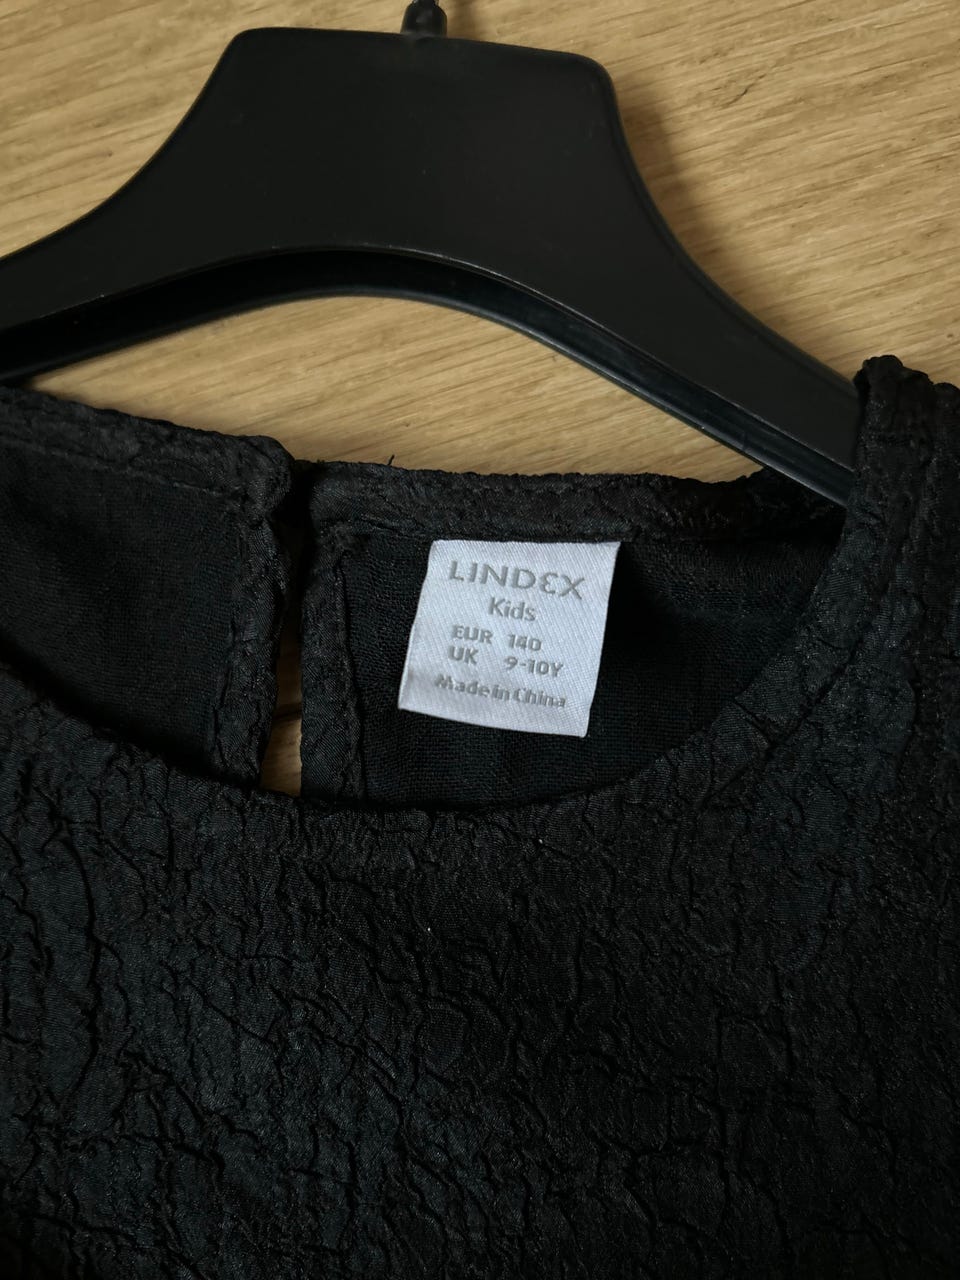 LINDEX
Kids
EUR 140
UK 9-10Y
Made in China